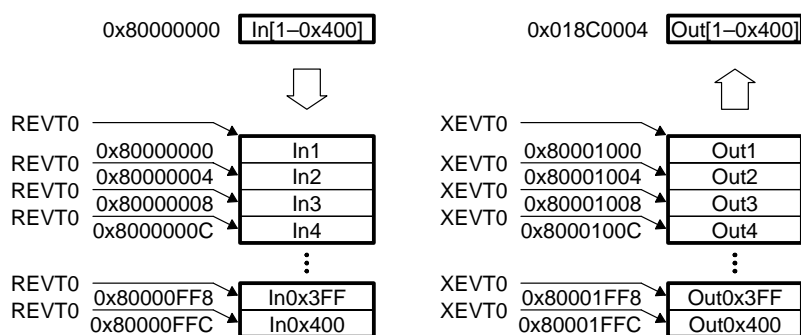 0x80000000 In[1–0x400]
0x018C0004 Out[1–0x400]
REVT0
0x80000000 In1
REVT0
0x80000004 In2
REVT0
0x80000008 In3
REVT0
0x8000000C In4
REVT0
0x80000FF8 In0x3FF
REVT0
0x80000FFC In0x400
XEVT0
0x80001000 Out1
XEVT0
0x80001004 Out2
XEVT0
0x80001008 Out3
XEVT0
0x8000100C Out4
XEVT0
0x80001FF8 Out0x3FF
XEVT0
0x80001FFC Out0x400